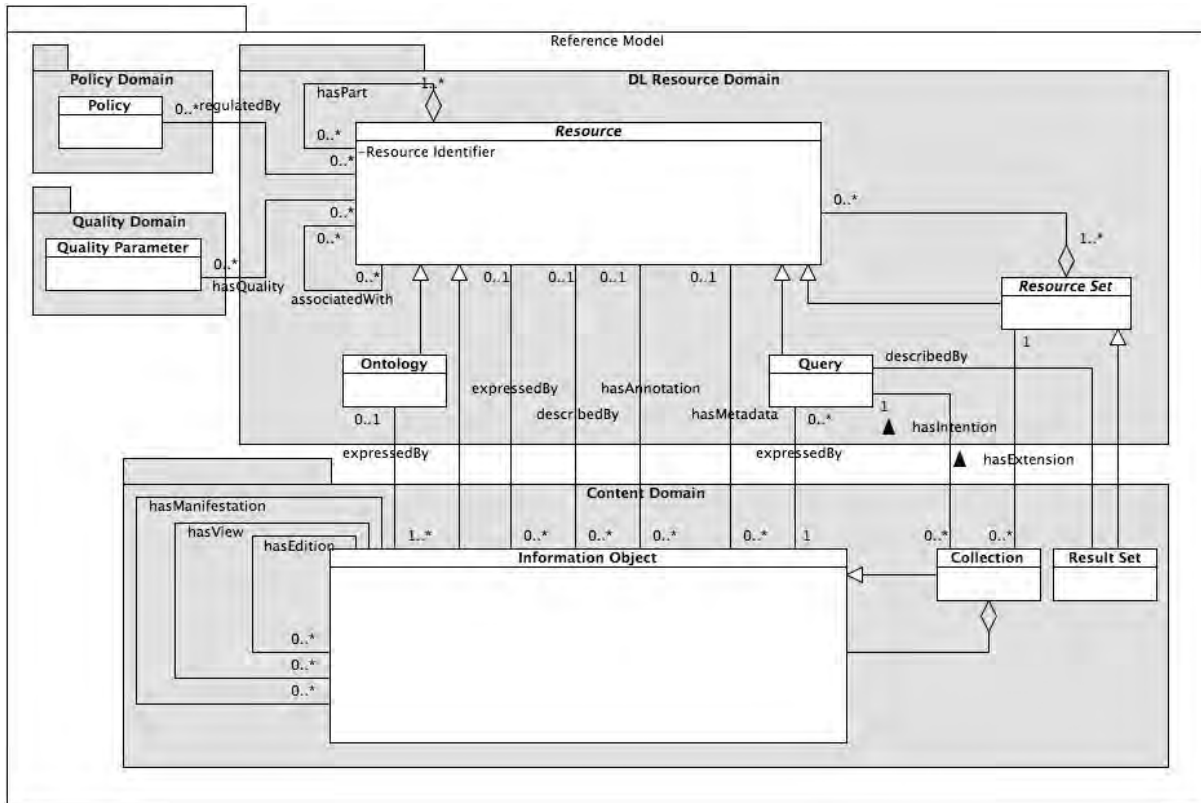 Reference Model
Policy Domain
DL Resource Domain
hasPart
1..*
Policy
0..*
regulatedBy
Resource
0..*
-Resource Identifier
0..*
0..*
Quality Domain
0..*
0..*
1..*
Quality Parameter
0..*
0..*
0..1
0..1
0..1
0..1
hasQuality
associatedWith
Resource Set
1
describedBy
Ontology
Query
expressedBy
hasAnnotation
1
0..1
describedBy
hasMetadata
0..*
hasIntention
expressedBy
expressedBy
hasExtension
Content Domain
hasManifestation
hasView
hasEdition
1..*
0..*
0..*
0..*
0..*
1
0..*
0..*
Information Object
Collection
Result Set
0..*
0..*
0..*